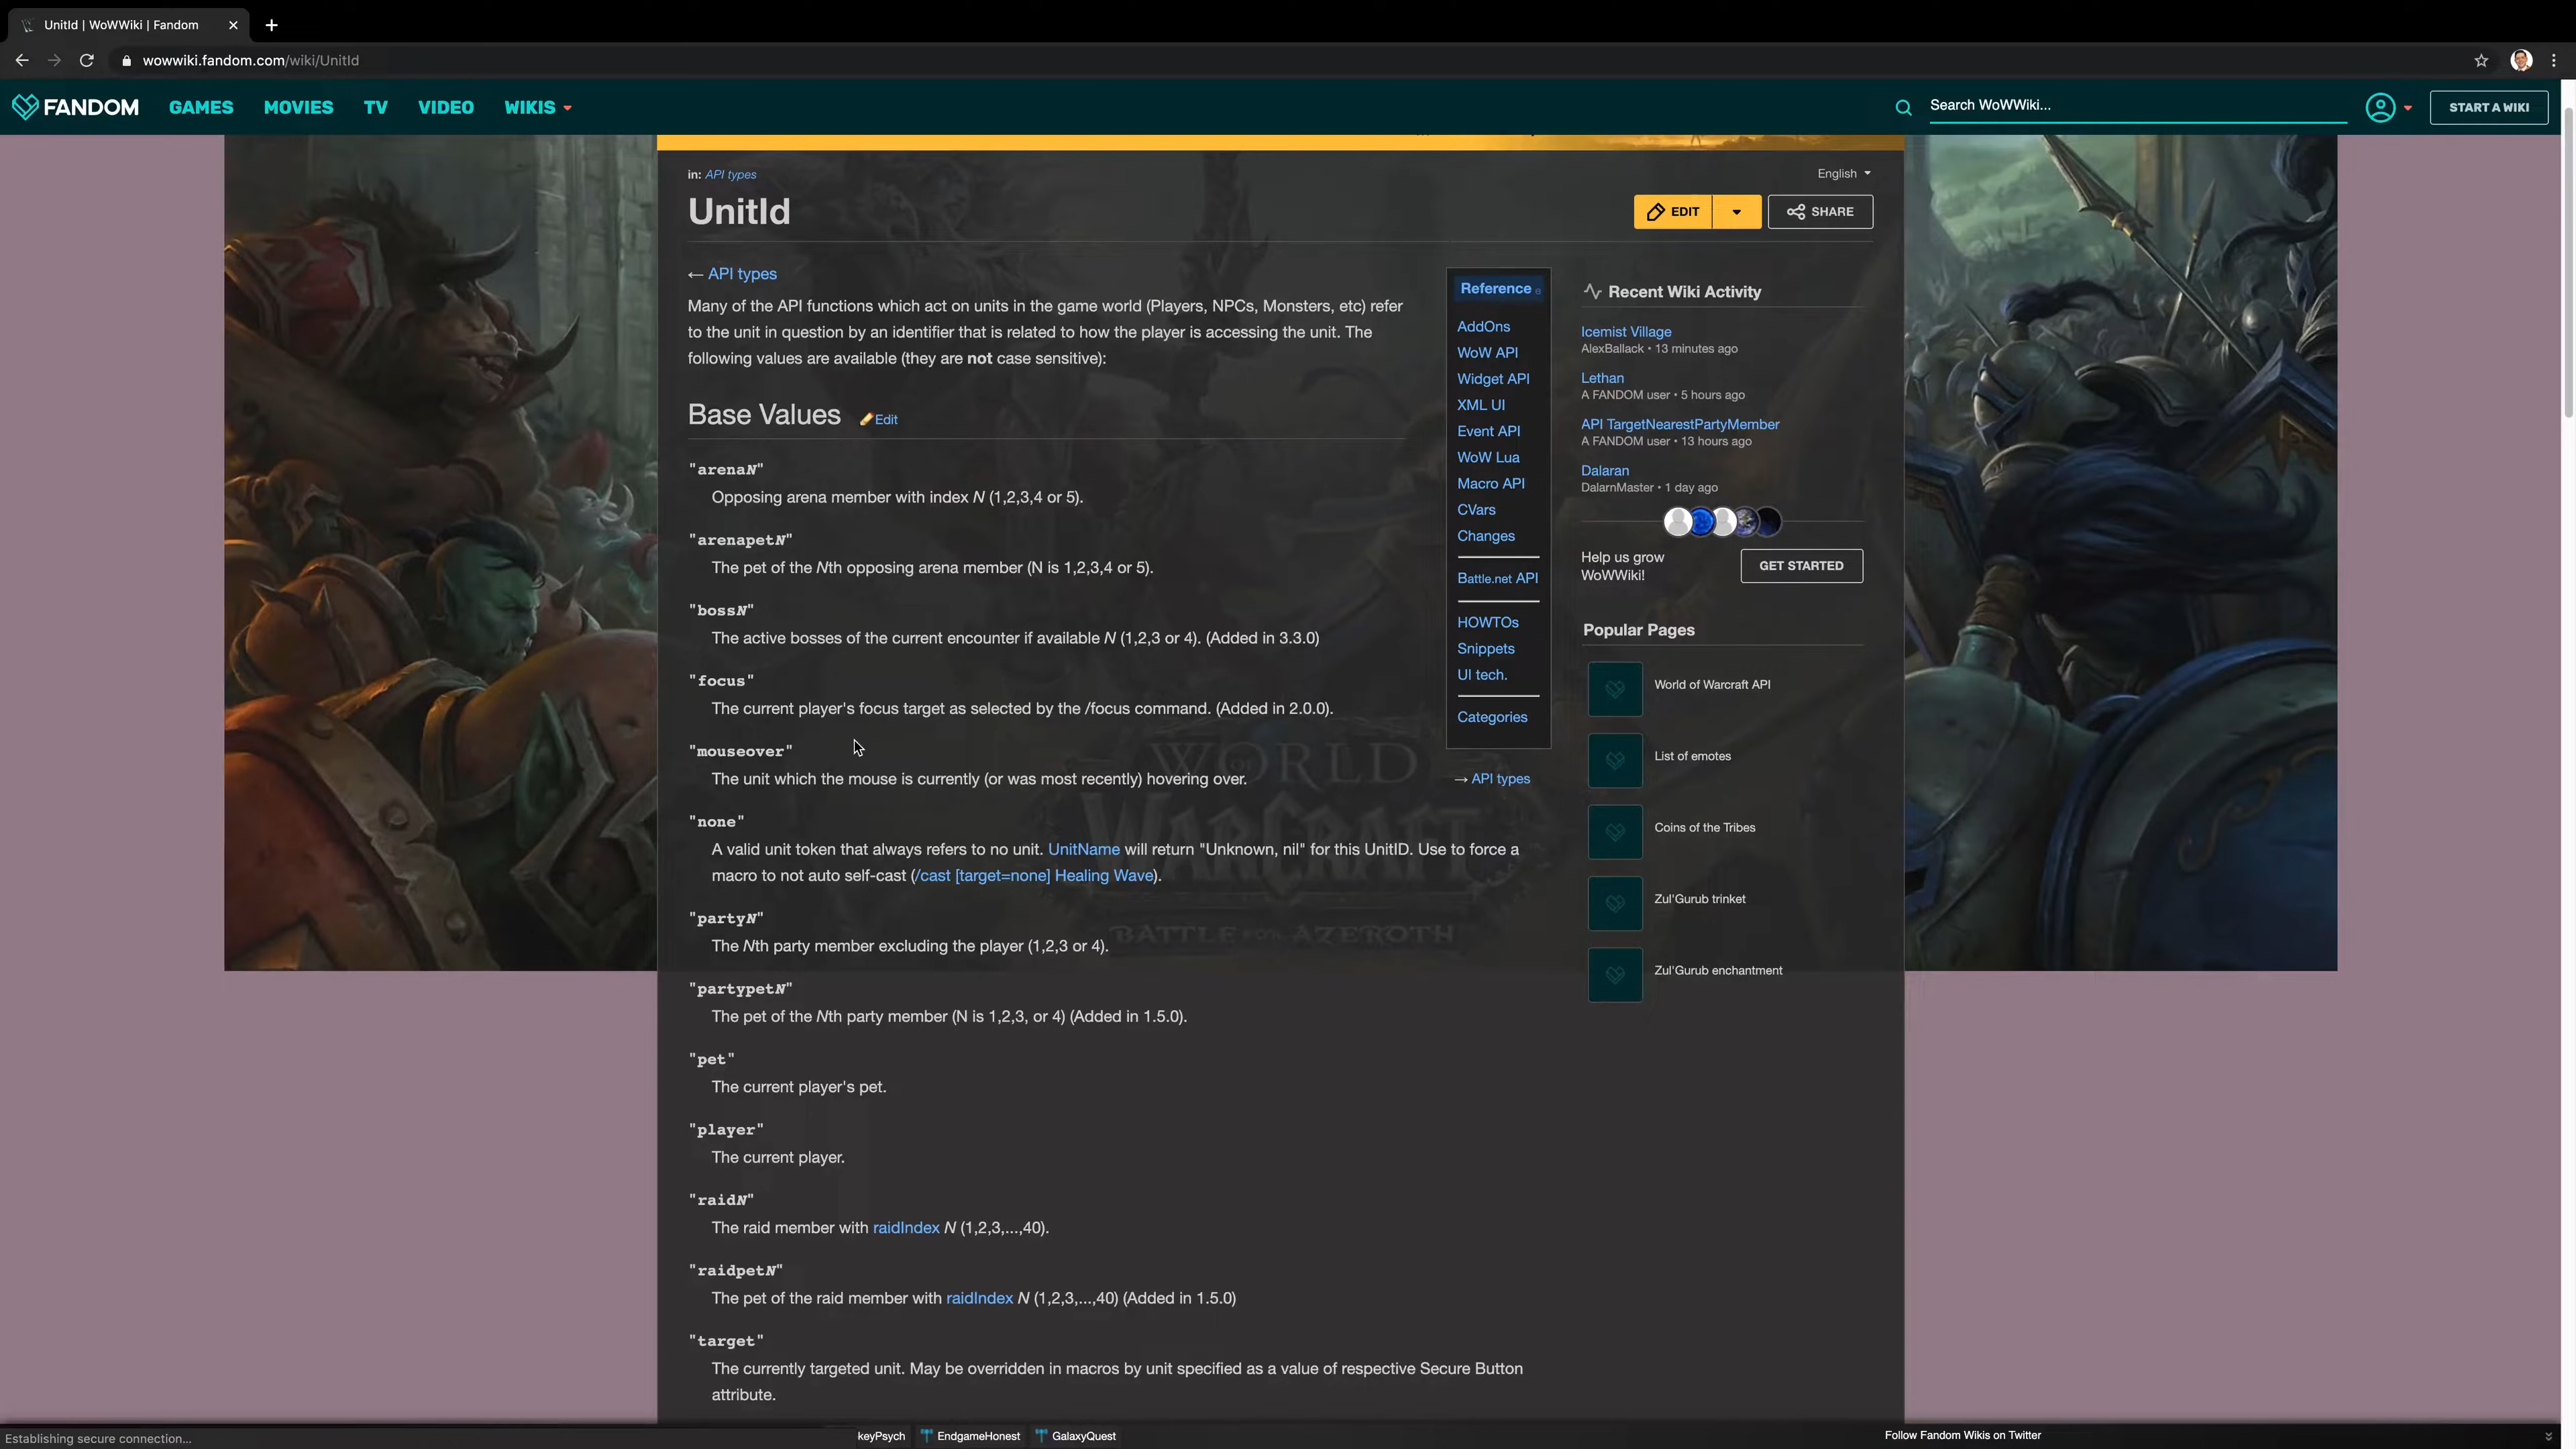 UnitId | WoWWiki | Fandom
wowwiki.fandom.com/wiki/UnitId
FANDOM
GAMES
MOVIES
TV
VIDEO
WIKIS
Search WoWWiki...
START A WIKI
in: API types
English
UnitId
EDIT
SHARE
← API types
Many of the API functions which act on units in the game world (Players, NPCs, Monsters, etc) refer
to the unit in question by an identifier that is related to how the player is accessing the unit. The
following values are available (they are not case sensitive):
Base Values
Edit
"arenaN"
Opposing arena member with index N (1,2,3,4 or 5).
"arenapetN"
The pet of the Nth opposing arena member (N is 1,2,3,4 or 5).
"bossN"
The active bosses of the current encounter if available N (1,2,3 or 4). (Added in 3.3.0)
"focus"
The current player's focus target as selected by the /focus command. (Added in 2.0.0).
"mouseover"
The unit which the mouse is currently (or was most recently) hovering over.
"none"
A valid unit token that always refers to no unit. UnitName will return "Unknown, nil" for this UnitID. Use to force a
macro to not auto self-cast (/cast [target=none] Healing Wave).
"partyN"
The Nth party member excluding the player (1,2,3 or 4).
"partypetN"
The pet of the Nth party member (N is 1,2,3, or 4) (Added in 1.5.0).
"pet"
The current player's pet.
"player"
The current player.
"raidN"
The raid member with raidIndex N (1,2,3,...,40).
"raidpetN"
The pet of the raid member with raidIndex N (1,2,3,...,40) (Added in 1.5.0)
"target"
The currently targeted unit. May be overridden in macros by unit specified as a value of respective Secure Button
attribute.
Reference
AddOns
WoW API
Widget API
XML UI
Event API
WoW Lua
Macro API
CVars
Changes
Battle.net API
HOWTOs
Snippets
UI tech.
Categories
→ API types
Recent Wiki Activity
Icemist Village
AlexBallack • 13 minutes ago
Lethan
A FANDOM user • 5 hours ago
API TargetNearestPartyMember
A FANDOM user • 13 hours ago
Dalaran
DalarnMaster • 1 day ago
Help us grow
WoWWiki!
GET STARTED
Popular Pages
World of Warcraft API
List of emotes
Coins of the Tribes
Zul'Gurub trinket
Zul'Gurub enchantment
WORLD
OF
WARCRAFT
BATTLE FOR AZEROTH
Establishing secure connection...
keyPsych
EndgameHonest
GalaxyQuest
Follow Fandom Wikis on Twitter